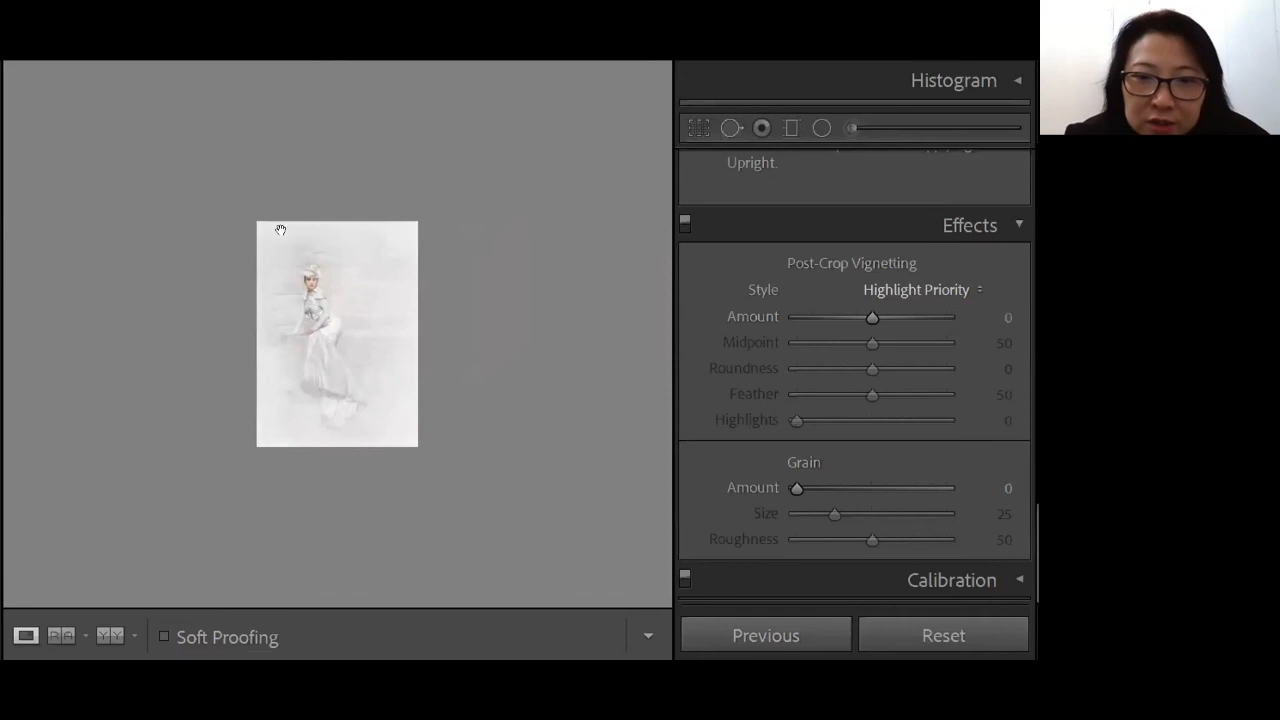 Histogram
Upright.
Effects
Post-Crop Vignetting
Style Highlight Priority
Amount 0
Midpoint 50
Roundness 0
Feather 50
Highlights 0
Grain
Amount 0
Size 25
Roughness 50
Calibration
R A Y Y Soft Proofing
Previous Reset